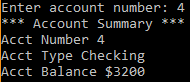 Enter account number: 4
*** Account Summary ***
Acct Number 4
Acct Type Checking
Acct Balance $3200